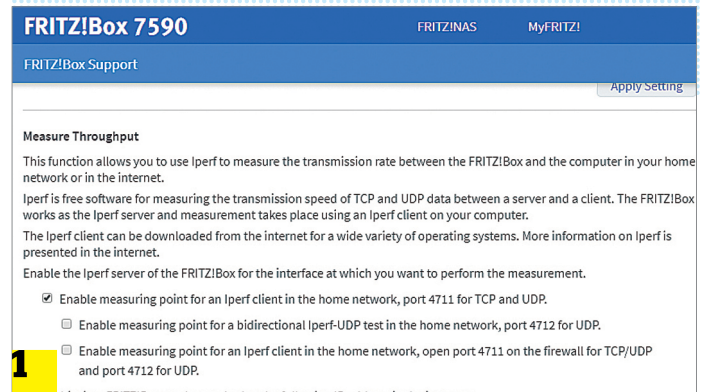 FRITZ!Box 7590
FRITZ!NAS
MyFRITZ!
FRITZ!Box Support
Apply Setting
Measure Throughput
This function allows you to use Iperf to measure the transmission rate between the FRITZ!Box and the computer in your home
network or in the internet.
Iperf is free software for measuring the transmission speed of TCP and UDP data between a server and a client. The FRITZ!Box
works as the Iperf server and measurement takes place using an Iperf client on your computer.
The Iperf client can be downloaded from the internet for a wide variety of operating systems. More information on Iperf is
presented in the internet.
Enable the Iperf server of the FRITZ!Box for the interface at which you want to perform the measurement.
Enable measuring point for an Iperf client in the home network, port 4711 for TCP and UDP.
Enable measuring point for a bidirectional Iperf-UDP test in the home network, port 4712 for UDP.
Enable measuring point for an Iperf client in the home network, open port 4711 on the firewall for TCP/UDP
and port 4712 for UDP.
1